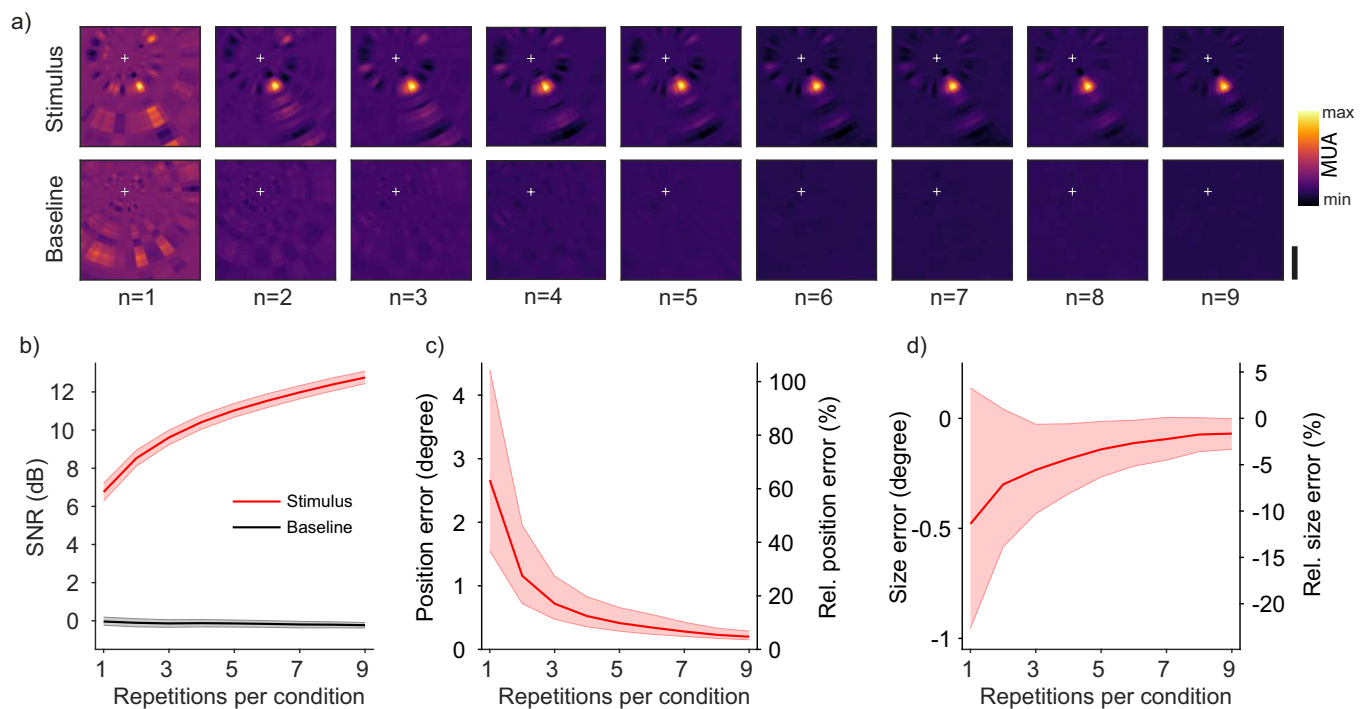 a)
Stimulus
Baseline
max
MUA
min
n=1 n=2 n=3 n=4 n=5 n=6 n=7 n=8 n=9
b)
12
10
8
6
4
2
0
SNR (dB)
Stimulus
Baseline
1 3 5 7 9
Repetitions per condition
c)
4
3
2
1
0
Position error (degree)
100
80
60
40
20
0
Rel. position error (%)
1 3 5 7 9
Repetitions per condition
d)
0
-0.5
-1
Size error (degree)
5
0
-5
-10
-15
-20
Rel. size error (%)
1 3 5 7 9
Repetitions per condition